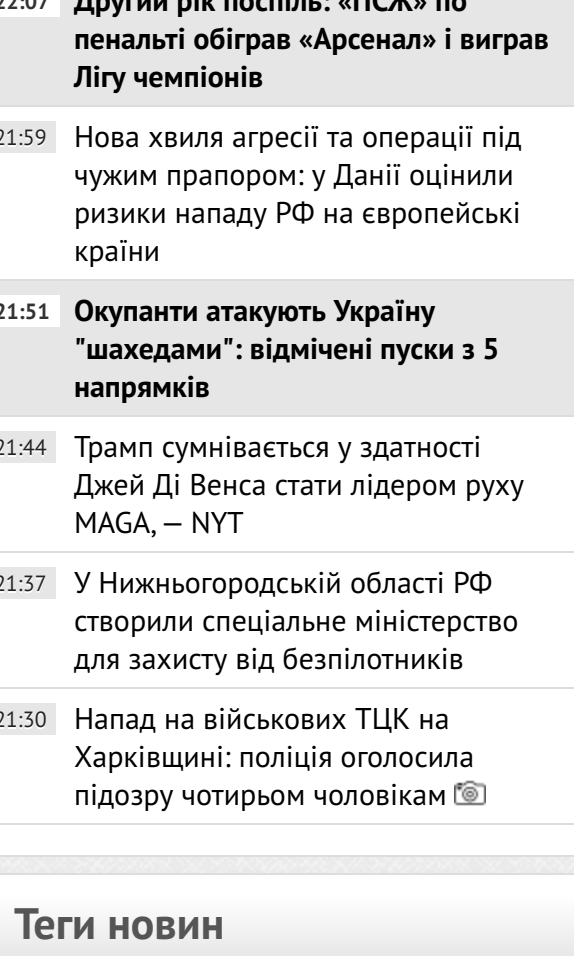 22:07 Другий рік поспіль: «ПСЖ» по
пенальті обіграв «Арсенал» і виграв
Лігу чемпіонів
21:59 Нова хвиля агресії та операції під
чужим прапором: у Данії оцінили
ризики нападу РФ на європейські
країни
21:51 Окупанти атакують Україну
"шахедами": відмічені пуски з 5
напрямків
21:44 Трамп сумнівається у здатності
Джей Ді Венса стати лідером руху
MAGA, — NYT
21:37 У Нижньогородській області РФ
створили спеціальне міністерство
для захисту від безпілотників
21:30 Напад на військових ТЦК на
Харківщині: поліція оголосила
підозру чотирьом чоловікам
Теги новин